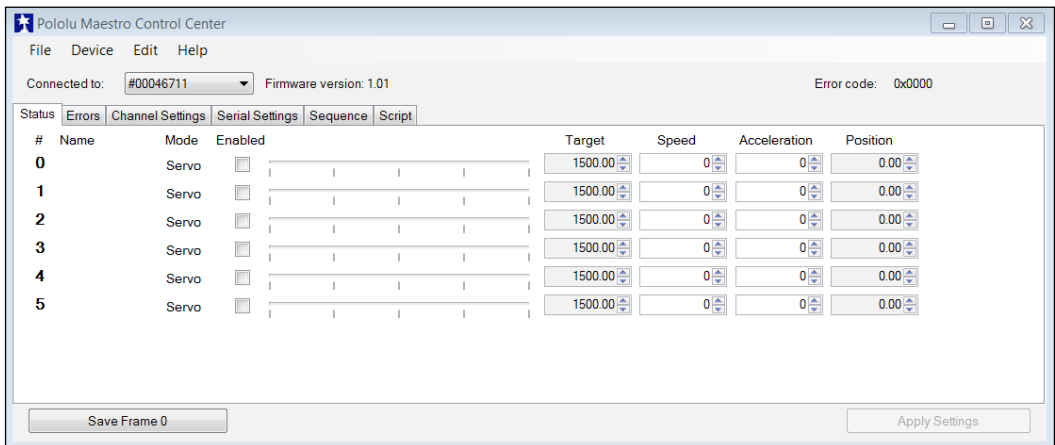 Pololu Maestro Control Center
File Device Edit Help
Connected to: #00046711 Firmware version: 1.01 Error code: 0x0000
Status Errors Channel Settings Serial Settings Sequence Script
# Name Mode Enabled Target Speed Acceleration Position
0 Servo 1500.00 0 0 0.00
1 Servo 1500.00 0 0 0.00
2 Servo 1500.00 0 0 0.00
3 Servo 1500.00 0 0 0.00
4 Servo 1500.00 0 0 0.00
5 Servo 1500.00 0 0 0.00
Save Frame 0 Apply Settings